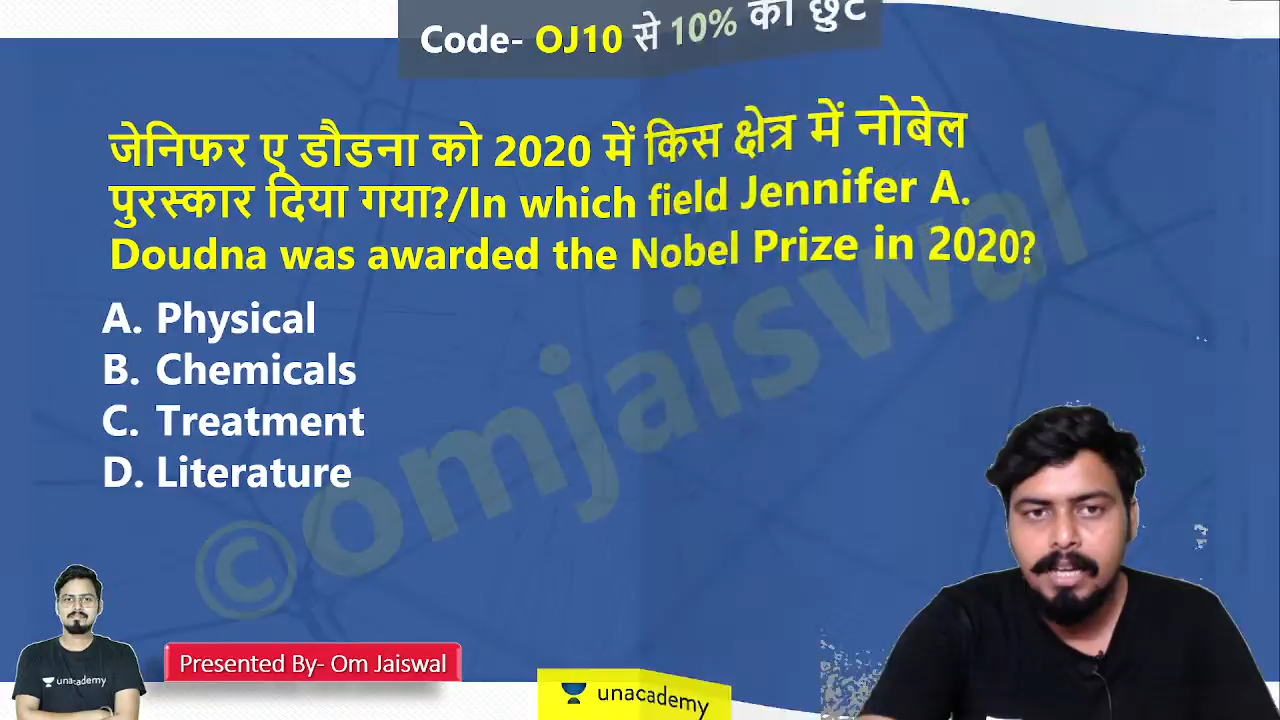 Code- OJ10 से 10% की छुट
जेनिफर ए डौडना को 2020 में किस क्षेत्र में नोबेल
पुरस्कार दिया गया?/In which field Jennifer A.
Doudna was awarded the Nobel Prize in 2020?
A. Physical
B. Chemicals
C. Treatment
D. Literature
©omjaiswal
unacademy
Presented By- Om Jaiswal
unacademy